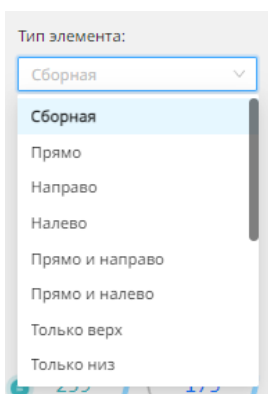 Тип элемента:
Сборная
Сборная
Прямо
Направо
Налево
Прямо и направо
Прямо и налево
Только верх
Только низ